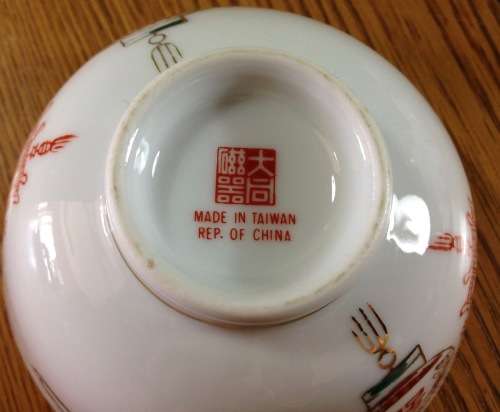 大同
磁器
MADE IN TAIWAN
REP. OF CHINA